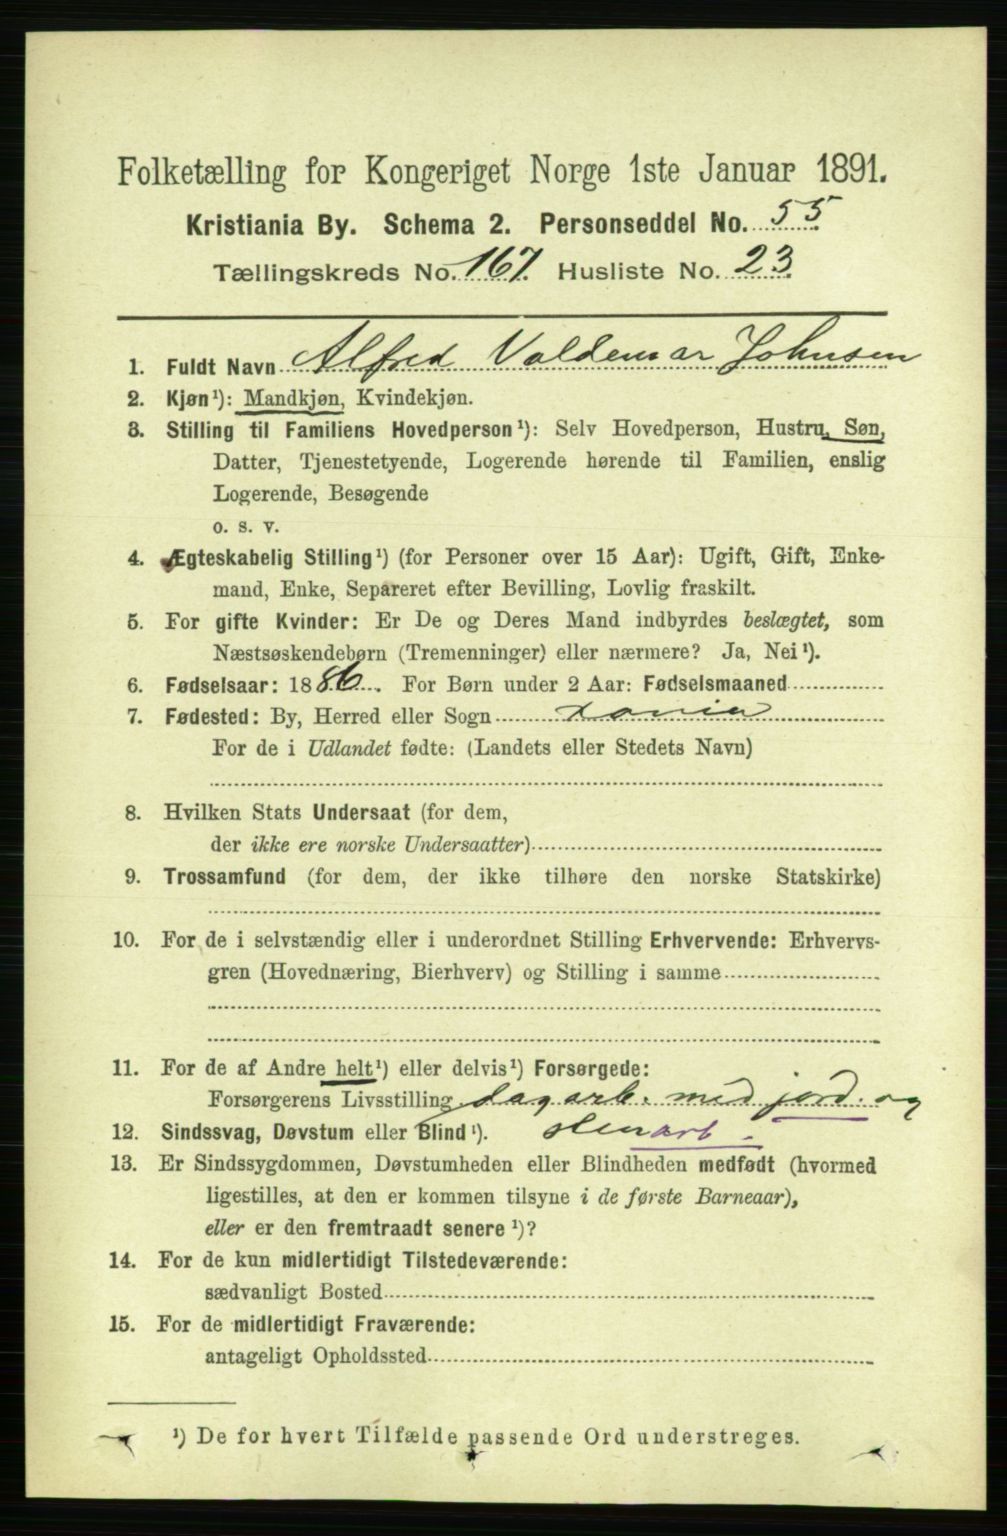 Folketælling for Kongeriget Norge 1ste Januar 1891.
Kristiania By. Schema 2. Personseddel No. 55
Tællingskreds No. 167. Husliste No. 23
1. Fuldt Navn Alfred Valdemar Johnsen
2. Kjøn¹): Mandkjøn, Kvindekjøn.
3. Stilling til Familiens Hovedperson¹): Selv Hovedperson, Hustru, Søn,
Datter, Tjenestetyende, Logerende hørende til Familien, enslig
Logerende, Besøgende
o. s. v.
4. Ægteskabelig Stilling¹) (for Personer over 15 Aar): Ugift, Gift, Enke-
mand, Enke, Separeret efter Bevilling, Lovlig fraskilt.
5. For gifte Kvinder: Er De og Deres Mand indbyrdes beslægtet, som
Næstsøskendebørn (Tremenninger) eller nærmere? Ja, Nei¹).
6. Fødselsaar: 1886. For Børn under 2 Aar: Fødselsmaaned
7. Fødested: By, Herred eller Sogn Xania
For de i Udlandet fødte: (Landets eller Stedets Navn)
8. Hvilken Stats Undersaat (for dem,
der ikke ere norske Undersaatter)
9. Trossamfund (for dem, der ikke tilhøre den norske Statskirke)
10. For de i selvstændig eller i underordnet Stilling Erhvervende: Erhvervs-
gren (Hovednæring, Bierhverv) og Stilling i samme
11. For de af Andre helt¹) eller delvis¹) Forsørgede:
Forsørgerens Livsstilling dagarb. med jord. og
12. Sindssvag, Døvstum eller Blind¹). stenarb.
13. Er Sindssygdommen, Døvstumheden eller Blindheden medfødt (hvormed
ligestilles, at den er kommen tilsyne i de første Barneaar),
eller er den fremtraadt senere¹)?
14. For de kun midlertidigt Tilstedeværende:
sædvanligt Bosted
15. For de midlertidigt Fraværende:
antageligt Opholdssted
¹) De for hvert Tilfælde passende Ord understreges.